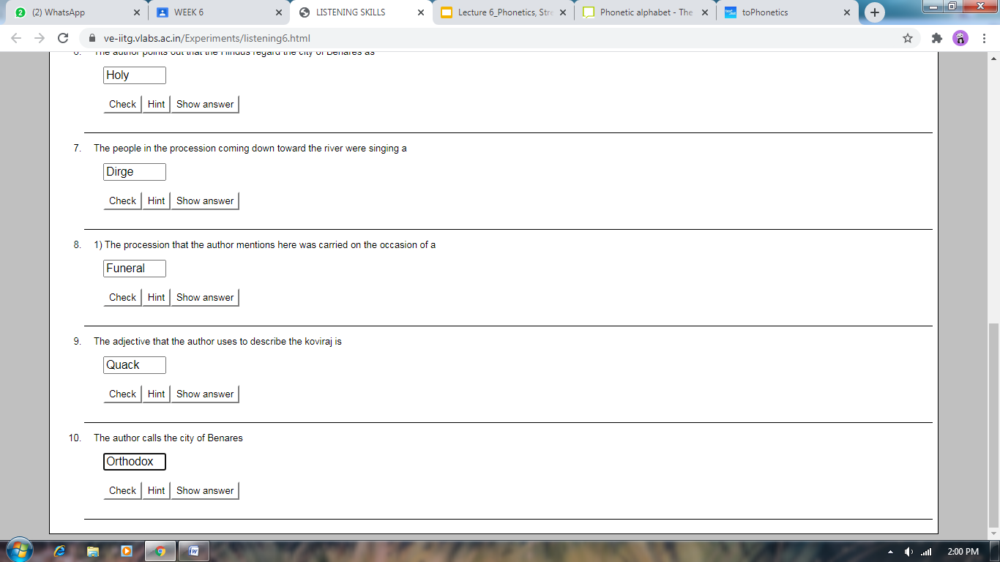 (2) WhatsApp
WEEK 6
LISTENING SKILLS
Lecture 6_Phonetics, Stre
Phonetic alphabet - The
toPhonetics
ve-iitg.vlabs.ac.in/Experiments/listening6.html
6. The author points out that the Hindus regard the city of Benares as
Holy
Check Hint Show answer
7. The people in the procession coming down toward the river were singing a
Dirge
Check Hint Show answer
8. 1) The procession that the author mentions here was carried on the occasion of a
Funeral
Check Hint Show answer
9. The adjective that the author uses to describe the koviraj is
Quack
Check Hint Show answer
10. The author calls the city of Benares
Orthodox
Check Hint Show answer
2:00 PM